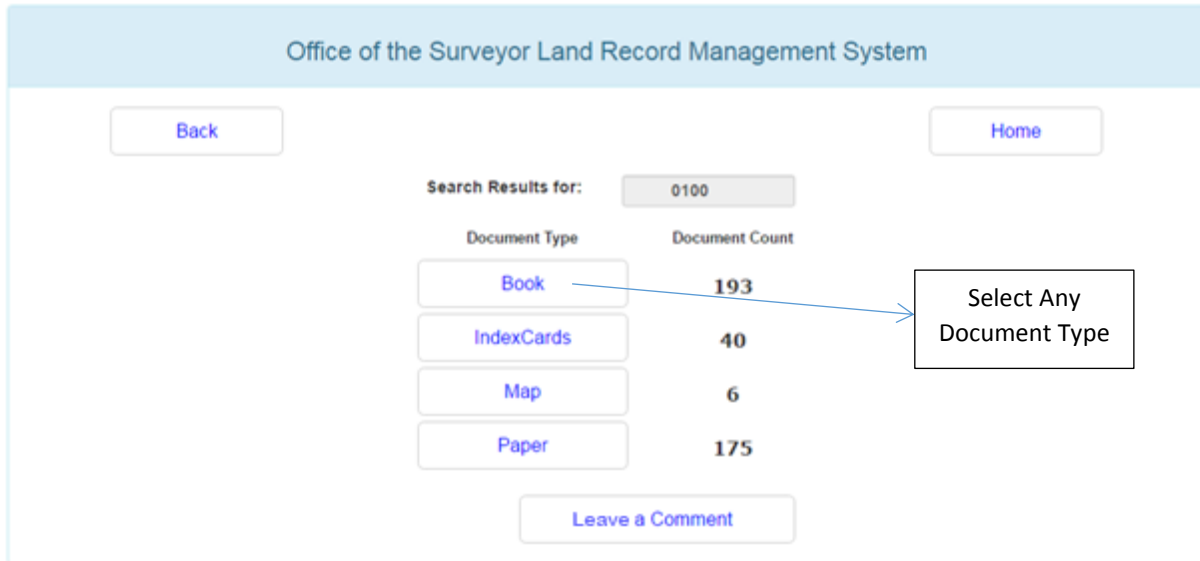 Office of the Surveyor Land Record Management System
Back
Home
Search Results for:
0100
Document Type
Document Count
Book
193
Select Any
Document Type
IndexCards
40
Map
6
Paper
175
Leave a Comment